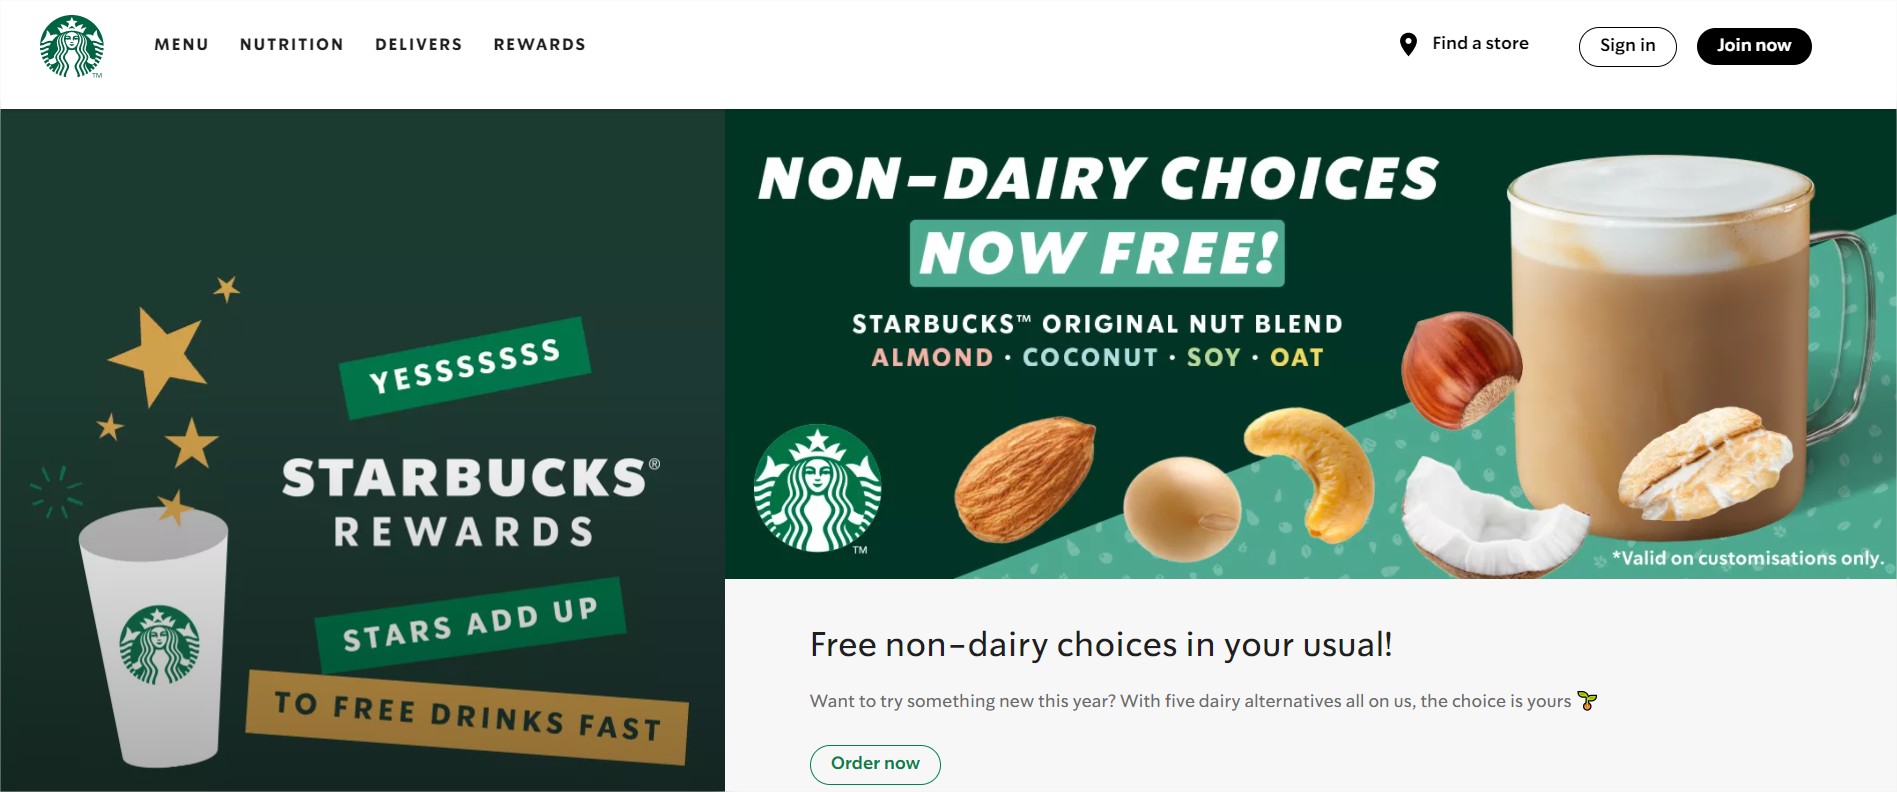 MENU NUTRITION DELIVERS REWARDS
Find a store
Sign in
Join now
YESSSSSSS
STARBUCKS®
REWARDS
STARS ADD UP
TO FREE DRINKS FAST
NON-DAIRY CHOICES
NOW FREE!
STARBUCKS™ ORIGINAL NUT BLEND
ALMOND · COCONUT · SOY · OAT
*Valid on customisations only.
Free non-dairy choices in your usual!
Want to try something new this year? With five dairy alternatives all on us, the choice is yours 🌱
Order now
TM
TM